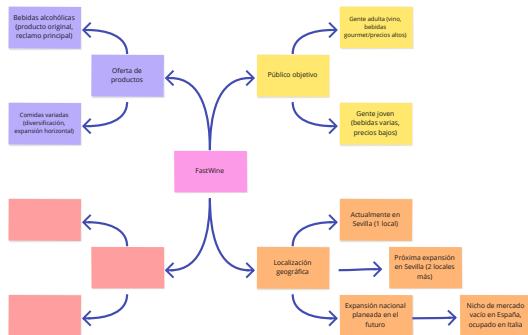 Bebidas alcohólicas
(producto original,
reclamo principal)
Oferta de
productos
Comidas variadas
(diversificación,
expansión horizontal)
Gente adulta (vino,
bebidas
gourmet/precios altos)
Público objetivo
Gente joven
(bebidas varias,
precios bajos)
FastWine
Actualmente en
Sevilla (1 local)
Localización
geográfica
Próxima expansión
en Sevilla (2 locales
más)
Expansión nacional
planeada en el
futuro
Nicho de mercado
vacío en España,
ocupado en Italia